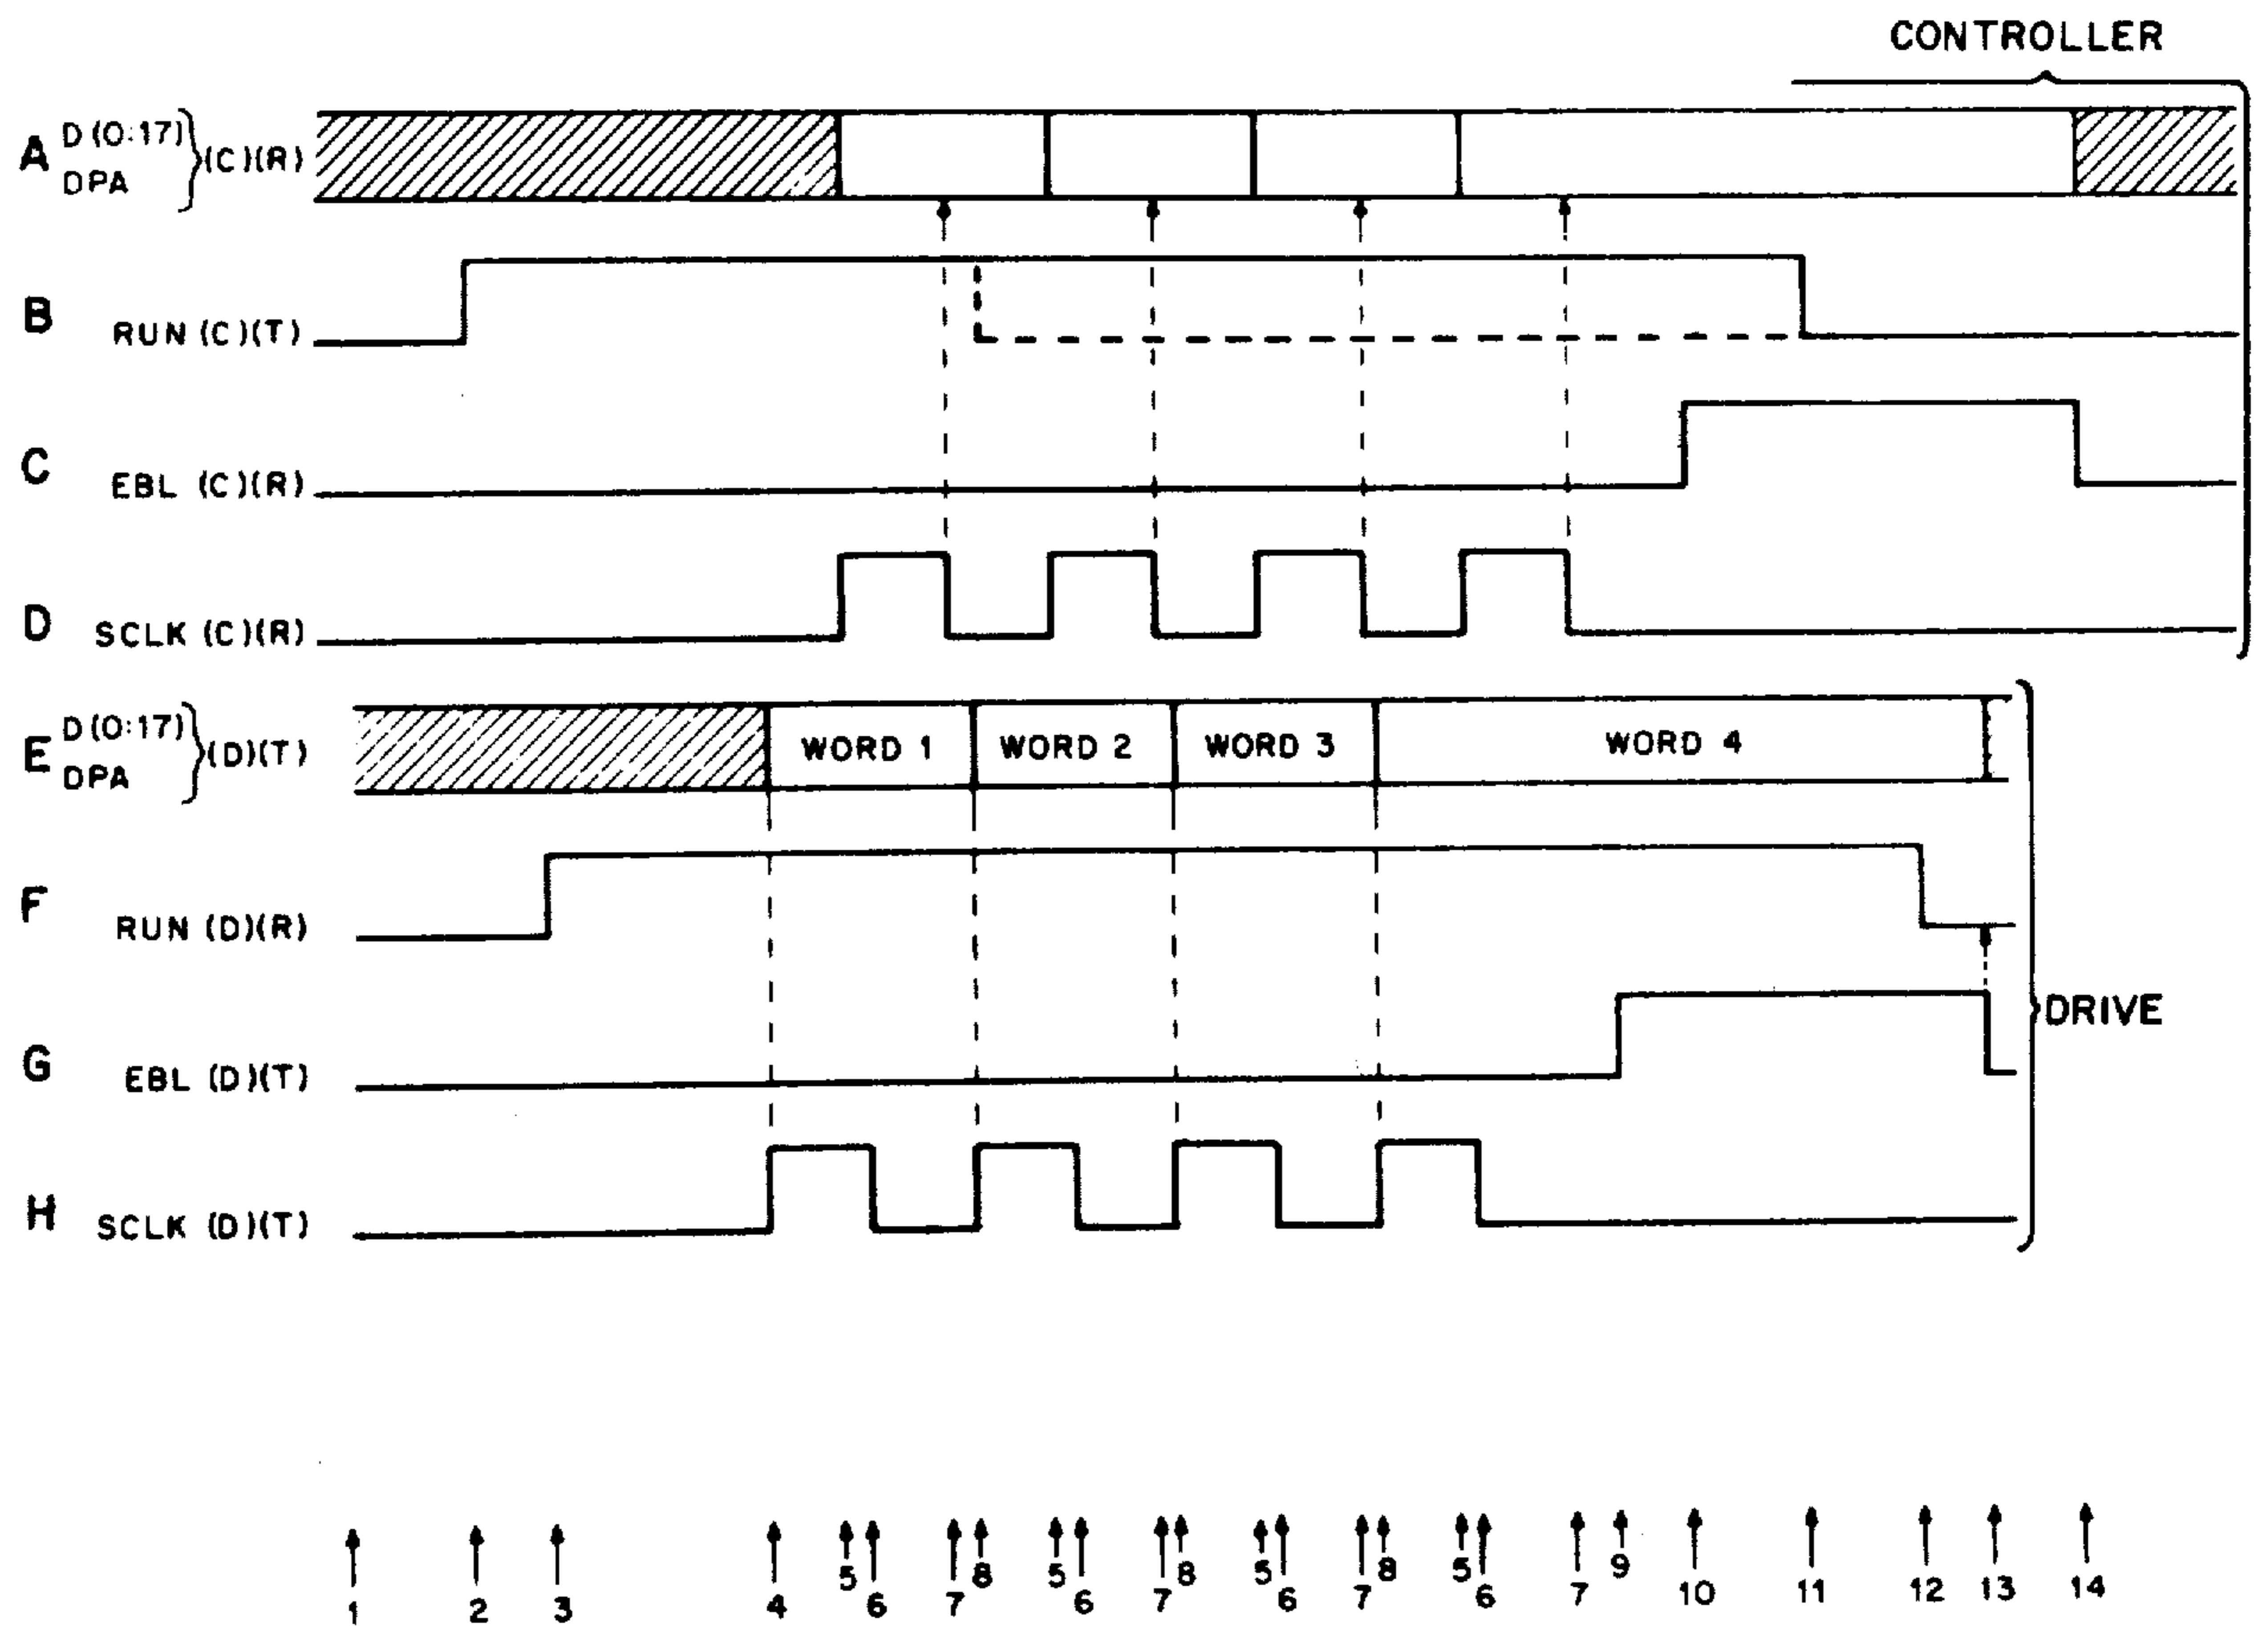 CONTROLLER
A D(0:17) DPA (C)(R)
B RUN (C)(T)
C EBL (C)(R)
D SCLK (C)(R)
E D(0:17) DPA (D)(T)
WORD 1 WORD 2 WORD 3 WORD 4
F RUN (D)(R)
DRIVE
G EBL (D)(T)
H SCLK (D)(T)
1 2 3 4 5 6 7 8 5 6 7 8 5 6 7 8 5 6 7 9 10 11 12 13 14